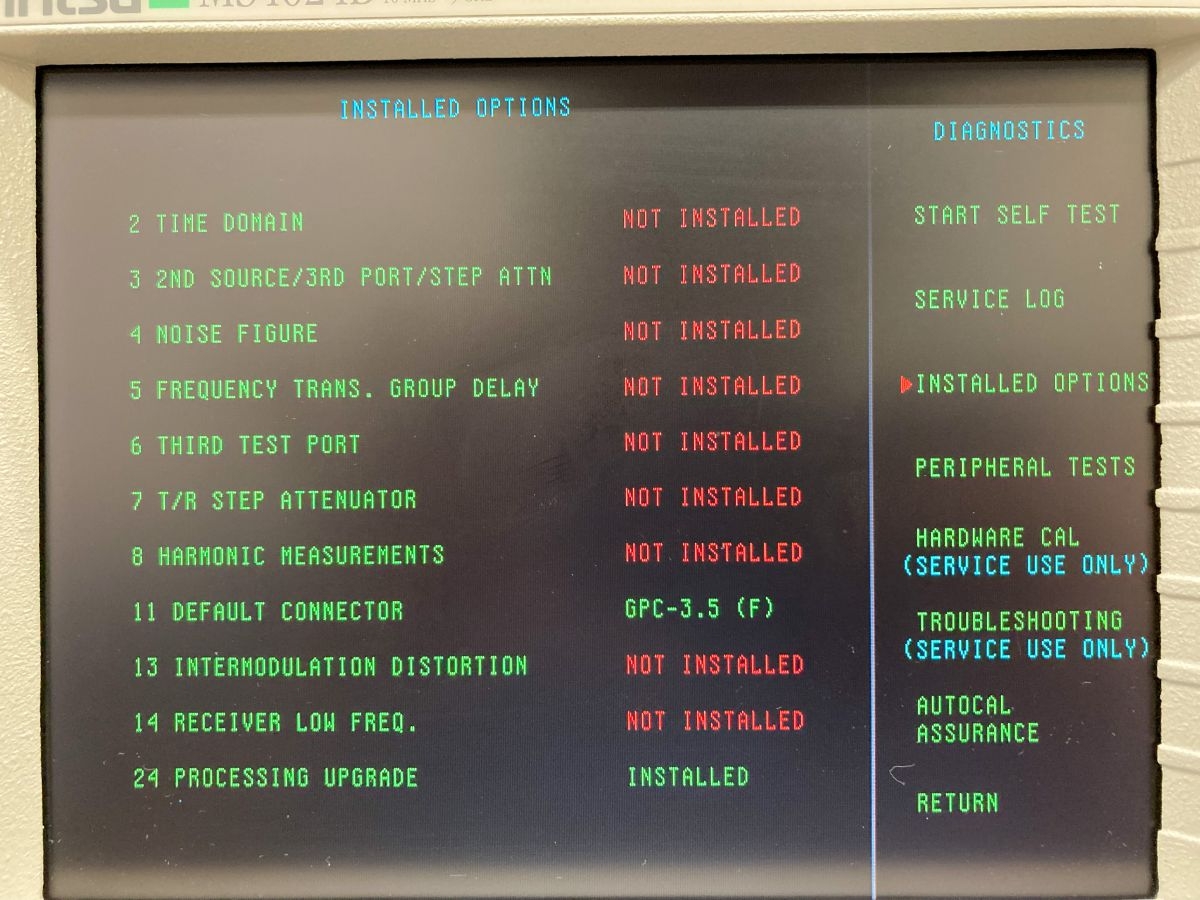 INSTALLED OPTIONS
2 TIME DOMAIN NOT INSTALLED
3 2ND SOURCE/3RD PORT/STEP ATTN NOT INSTALLED
4 NOISE FIGURE NOT INSTALLED
5 FREQUENCY TRANS. GROUP DELAY NOT INSTALLED
6 THIRD TEST PORT NOT INSTALLED
7 T/R STEP ATTENUATOR NOT INSTALLED
8 HARMONIC MEASUREMENTS NOT INSTALLED
11 DEFAULT CONNECTOR GPC-3.5 (F)
13 INTERMODULATION DISTORTION NOT INSTALLED
14 RECEIVER LOW FREQ. NOT INSTALLED
24 PROCESSING UPGRADE INSTALLED
DIAGNOSTICS
START SELF TEST
SERVICE LOG
INSTALLED OPTIONS
PERIPHERAL TESTS
HARDWARE CAL
(SERVICE USE ONLY)
TROUBLESHOOTING
(SERVICE USE ONLY)
AUTOCAL
ASSURANCE
RETURN